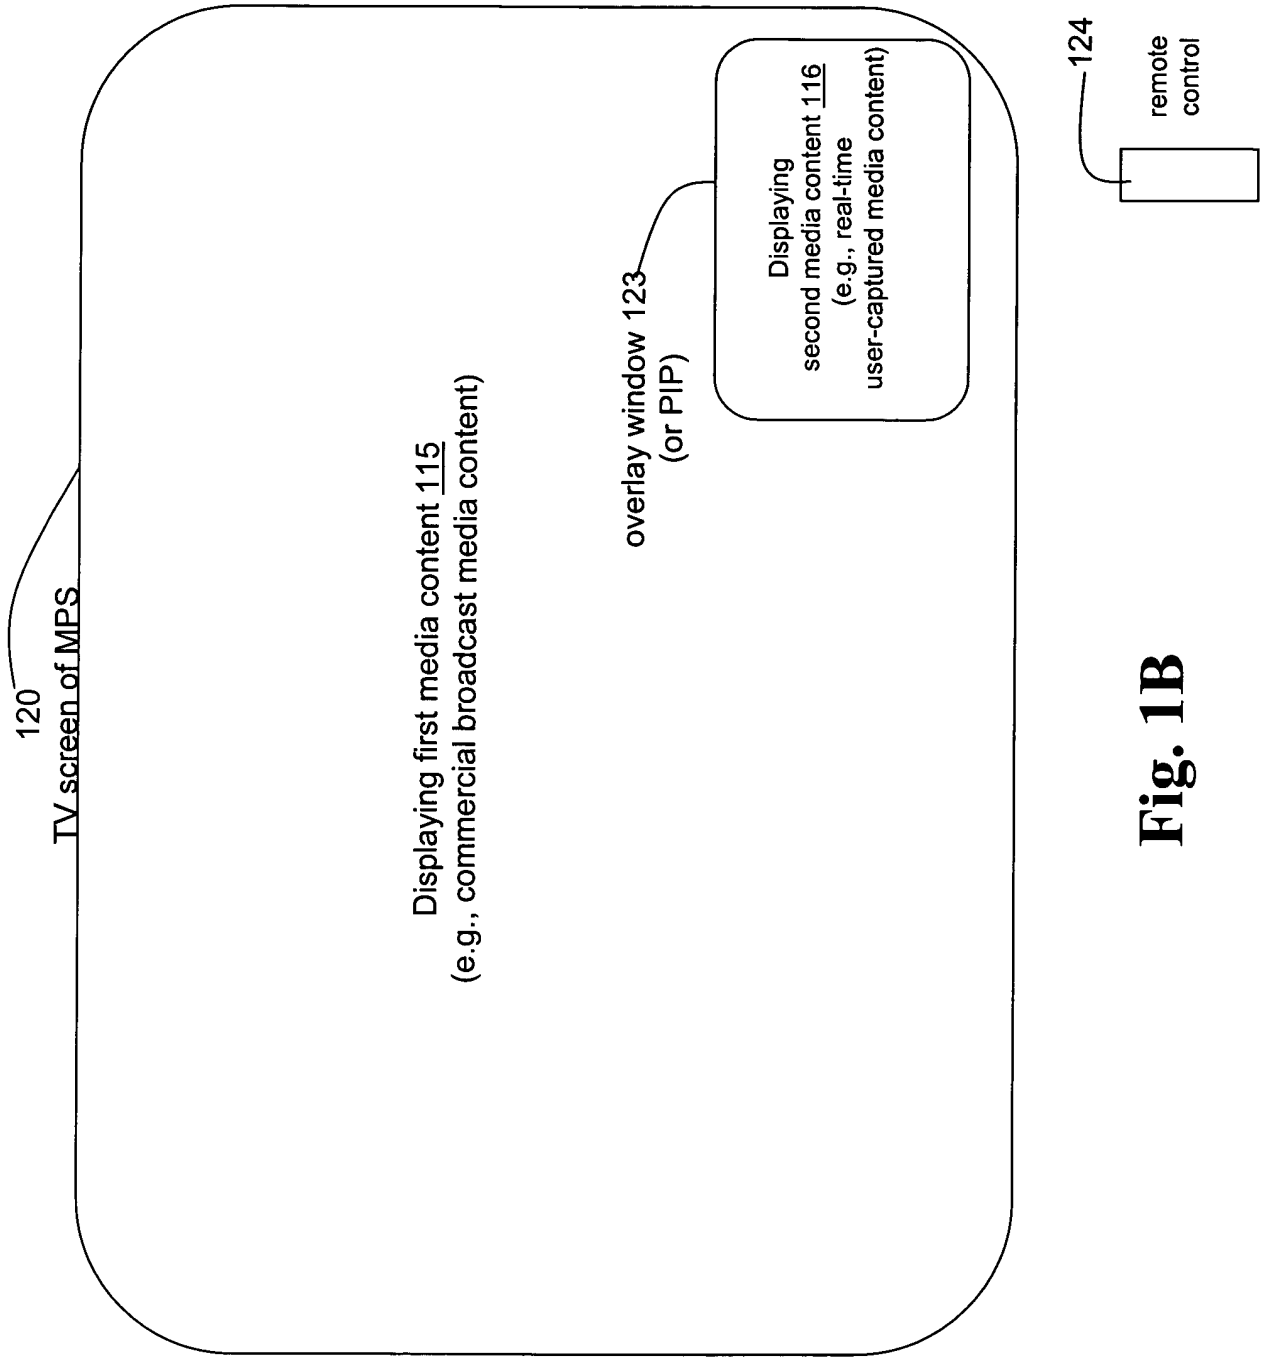 120
TV screen of MPS
Displaying first media content 115
(e.g., commercial broadcast media content)
overlay window 123
(or PIP)
Displaying
second media content 116
(e.g., real-time
user-captured media content)
124
remote
control
Fig. 1B